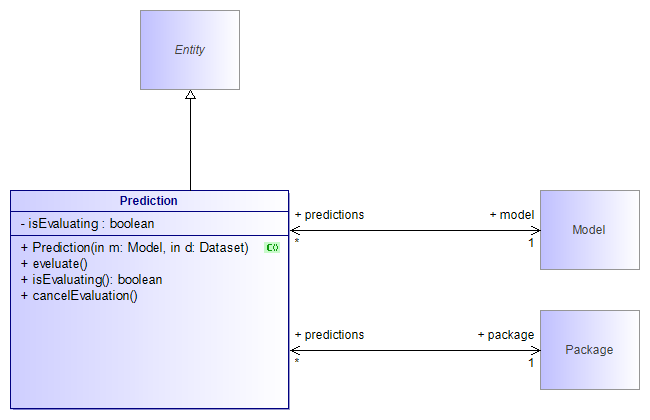 Entity
Prediction
- isEvaluating : boolean
+ Prediction(in m: Model, in d: Dataset) C()
+ eveluate()
+ isEvaluating(): boolean
+ cancelEvaluation()
+ predictions
+ model
*
1
Model
+ predictions
+ package
*
1
Package